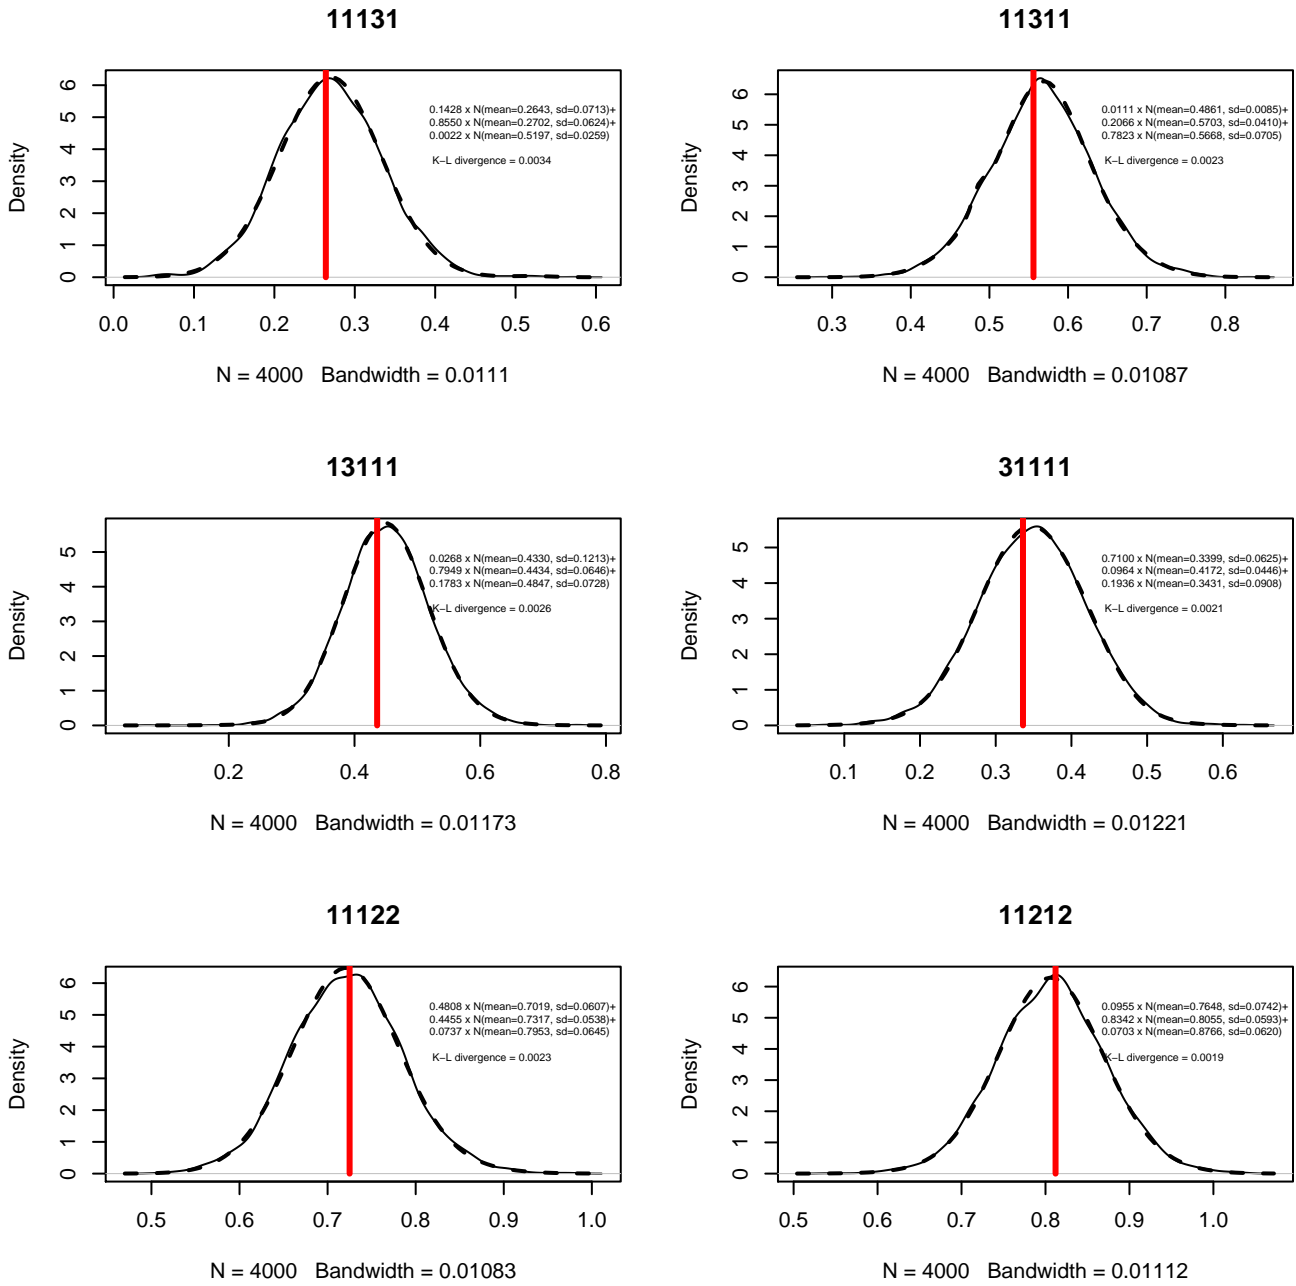 11131
Density
0 1 2 3 4 5 6
0.1428 x N(mean=0.2643, sd=0.0713)+
0.8550 x N(mean=0.2702, sd=0.0624)+
0.0022 x N(mean=0.5197, sd=0.0259)
K−L divergence = 0.0034
0.0 0.1 0.2 0.3 0.4 0.5 0.6
N = 4000 Bandwidth = 0.0111
11311
Density
0 1 2 3 4 5 6
0.0111 x N(mean=0.4861, sd=0.0085)+
0.2066 x N(mean=0.5703, sd=0.0410)+
0.7823 x N(mean=0.5668, sd=0.0705)
K−L divergence = 0.0023
0.3 0.4 0.5 0.6 0.7 0.8
N = 4000 Bandwidth = 0.01087
13111
Density
0 1 2 3 4 5
0.0268 x N(mean=0.4330, sd=0.1213)+
0.7949 x N(mean=0.4434, sd=0.0646)+
0.1783 x N(mean=0.4847, sd=0.0728)
K−L divergence = 0.0026
0.2 0.4 0.6 0.8
N = 4000 Bandwidth = 0.01173
31111
Density
0 1 2 3 4 5
0.7100 x N(mean=0.3399, sd=0.0625)+
0.0964 x N(mean=0.4172, sd=0.0446)+
0.1936 x N(mean=0.3431, sd=0.0908)
K−L divergence = 0.0021
0.1 0.2 0.3 0.4 0.5 0.6
N = 4000 Bandwidth = 0.01221
11122
Density
0 1 2 3 4 5 6
0.4808 x N(mean=0.7019, sd=0.0607)+
0.4455 x N(mean=0.7317, sd=0.0538)+
0.0737 x N(mean=0.7953, sd=0.0645)
K−L divergence = 0.0023
0.5 0.6 0.7 0.8 0.9 1.0
N = 4000 Bandwidth = 0.01083
11212
Density
0 1 2 3 4 5 6
0.0955 x N(mean=0.7648, sd=0.0742)+
0.8342 x N(mean=0.8055, sd=0.0593)+
0.0703 x N(mean=0.8766, sd=0.0620)
K−L divergence = 0.0019
0.5 0.6 0.7 0.8 0.9 1.0
N = 4000 Bandwidth = 0.01112